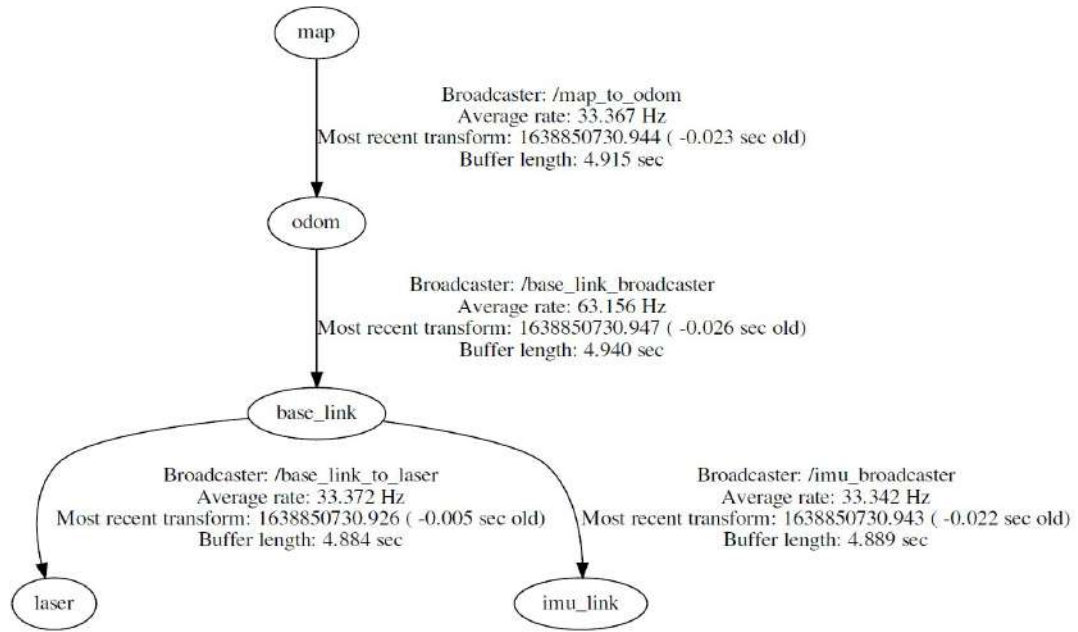 map
Broadcaster: /map_to_odom
Average rate: 33.367 Hz
Most recent transform: 1638850730.944 ( -0.023 sec old)
Buffer length: 4.915 sec
odom
Broadcaster: /base_link_broadcaster
Average rate: 63.156 Hz
Most recent transform: 1638850730.947 ( -0.026 sec old)
Buffer length: 4.940 sec
base_link
Broadcaster: /base_link_to_laser
Average rate: 33.372 Hz
Most recent transform: 1638850730.926 ( -0.005 sec old)
Buffer length: 4.884 sec
Broadcaster: /imu_broadcaster
Average rate: 33.342 Hz
Most recent transform: 1638850730.943 ( -0.022 sec old)
Buffer length: 4.889 sec
laser
imu_link